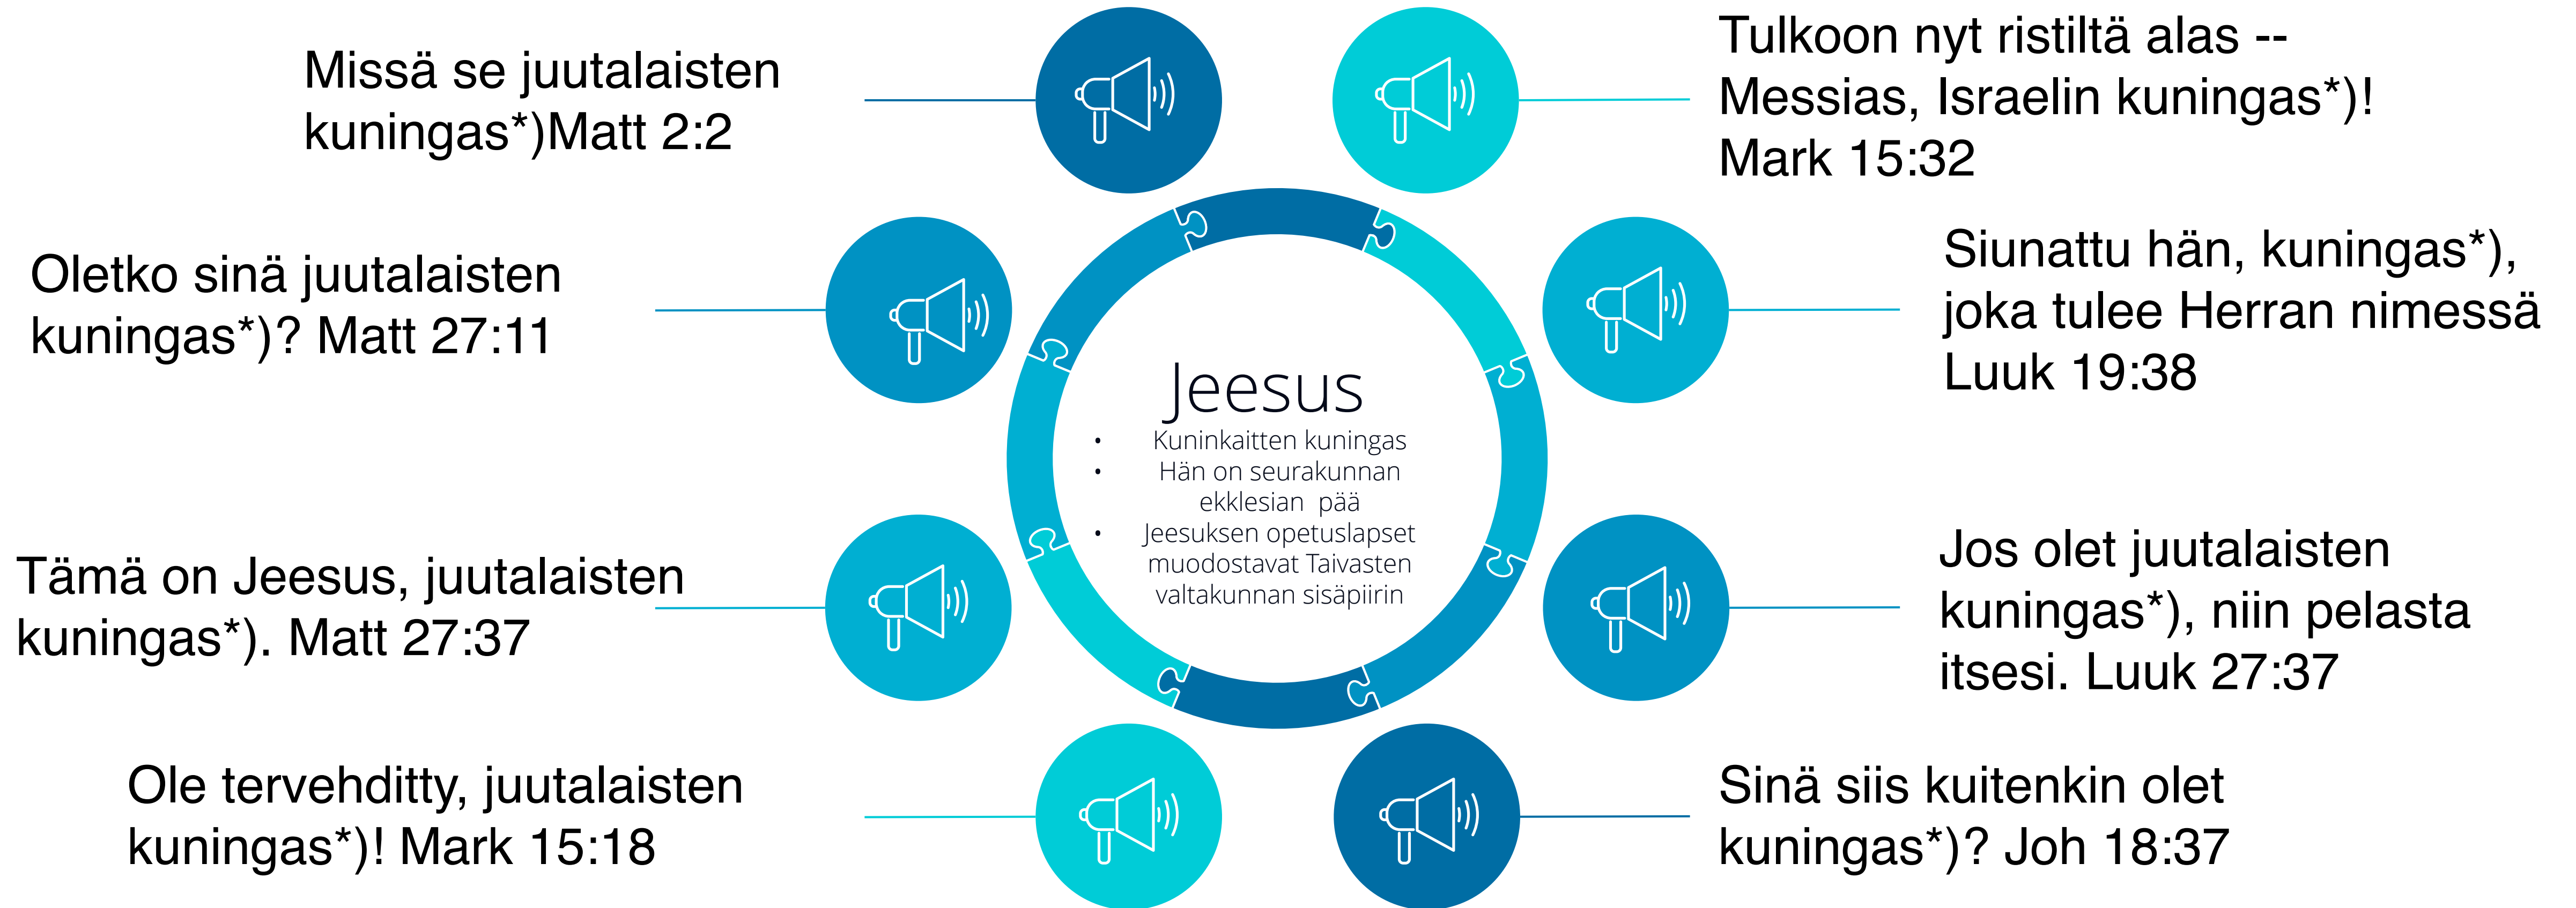 Missä se juutalaisten
kuningas*)Matt 2:2
Oletko sinä juutalaisten
kuningas*)? Matt 27:11
Tämä on Jeesus, juutalaisten
kuningas*). Matt 27:37
Ole tervehditty, juutalaisten
kuningas*)! Mark 15:18
Jeesus
• Kuninkaitten kuningas
• Hän on seurakunnan
ekklesian pää
• Jeesuksen opetuslapset
muodostavat Taivasten
valtakunnan sisäpiirin
Tulkoon nyt ristiltä alas --
Messias, Israelin kuningas*)!
Mark 15:32
Siunattu hän, kuningas*),
joka tulee Herran nimessä
Luuk 19:38
Jos olet juutalaisten
kuningas*), niin pelasta
itsesi. Luuk 27:37
Sinä siis kuitenkin olet
kuningas*)? Joh 18:37